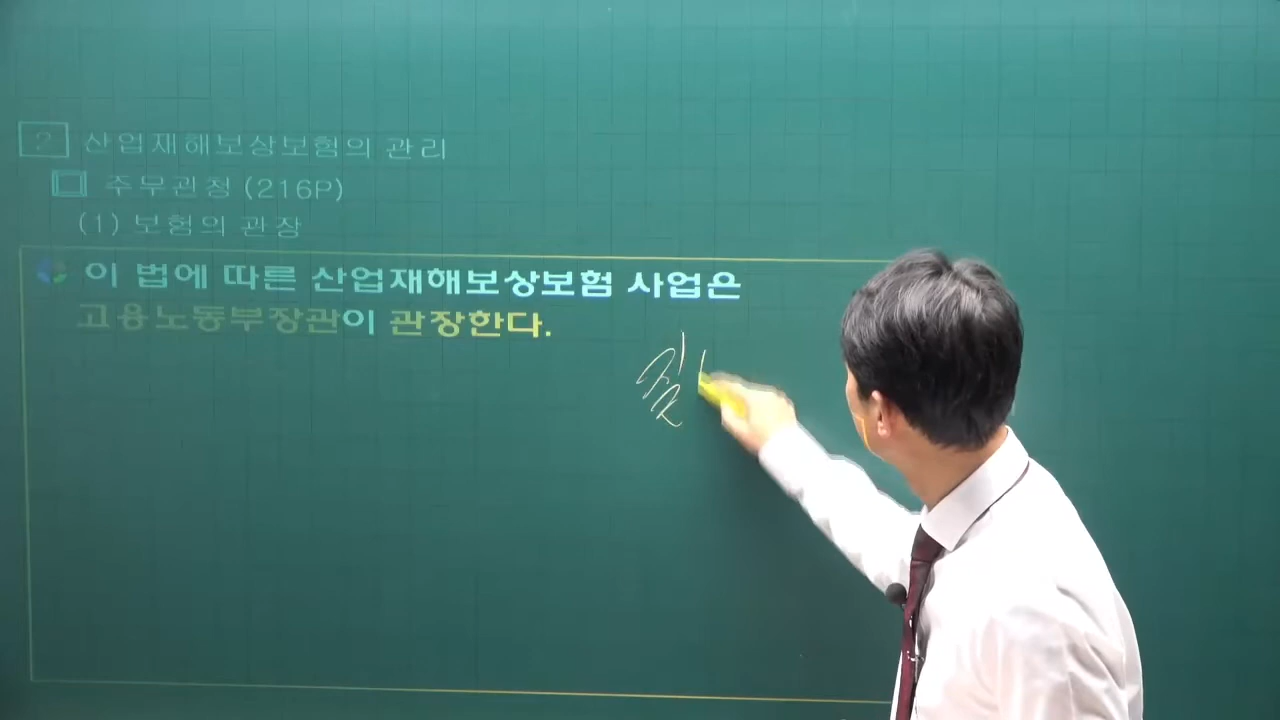 2 산업재해보상보험의 관리
주무관청 (216P)
(1) 보험의 관장
이 법에 따른 산업재해보상보험 사업은
고용노동부장관이 관장한다.
질